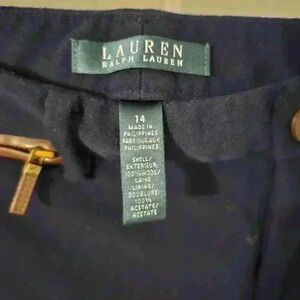 LAUREN
RALPH LAUREN
14
MADE IN
PHILIPPINES
FABRIQUE AUX
PHILIPPINES
SHELL/
EXTERIEUR:
100% WOOL/
LAINE
LINING/
DOUBLURE:
100%
ACETATE/
ACETATE